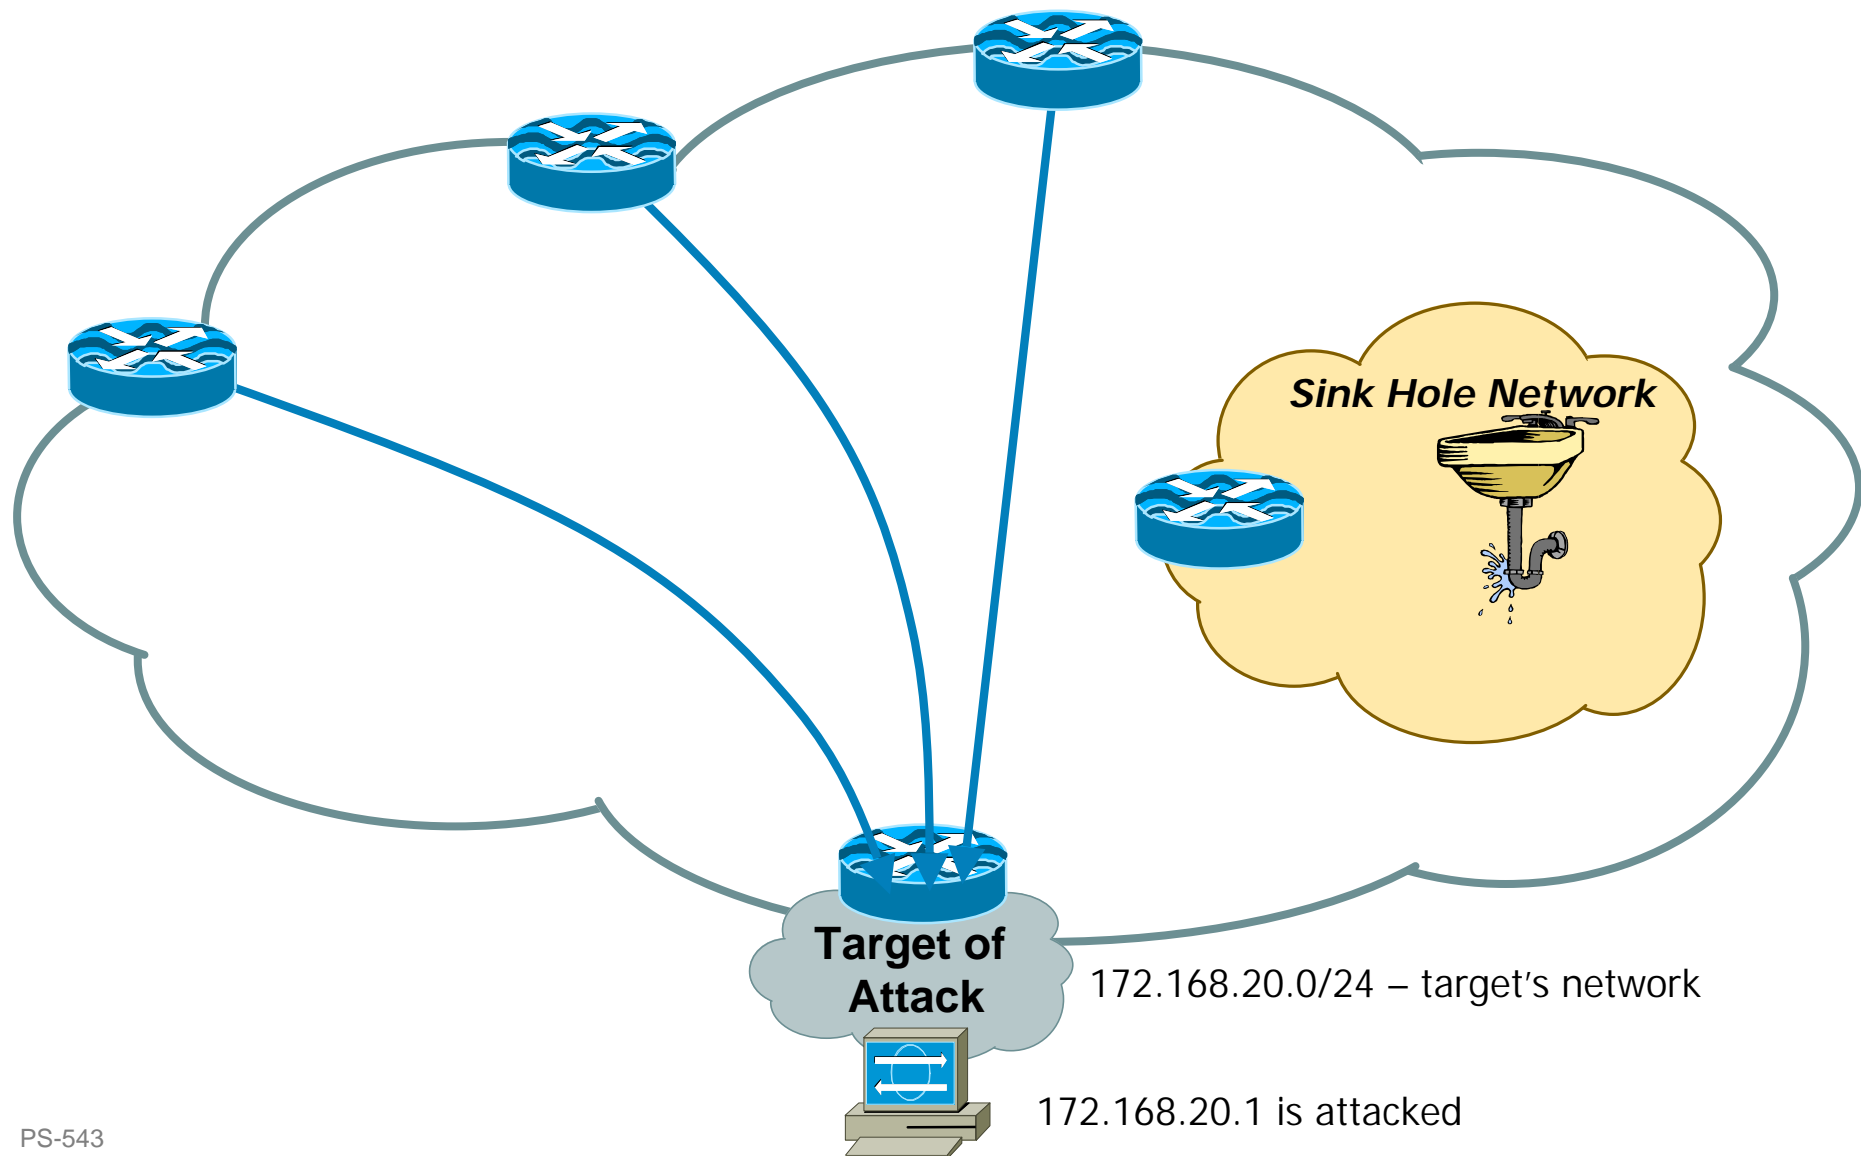 Sink Hole Network
Target of
Attack
172.168.20.0/24 – target’s network
172.168.20.1 is attacked
PS-543